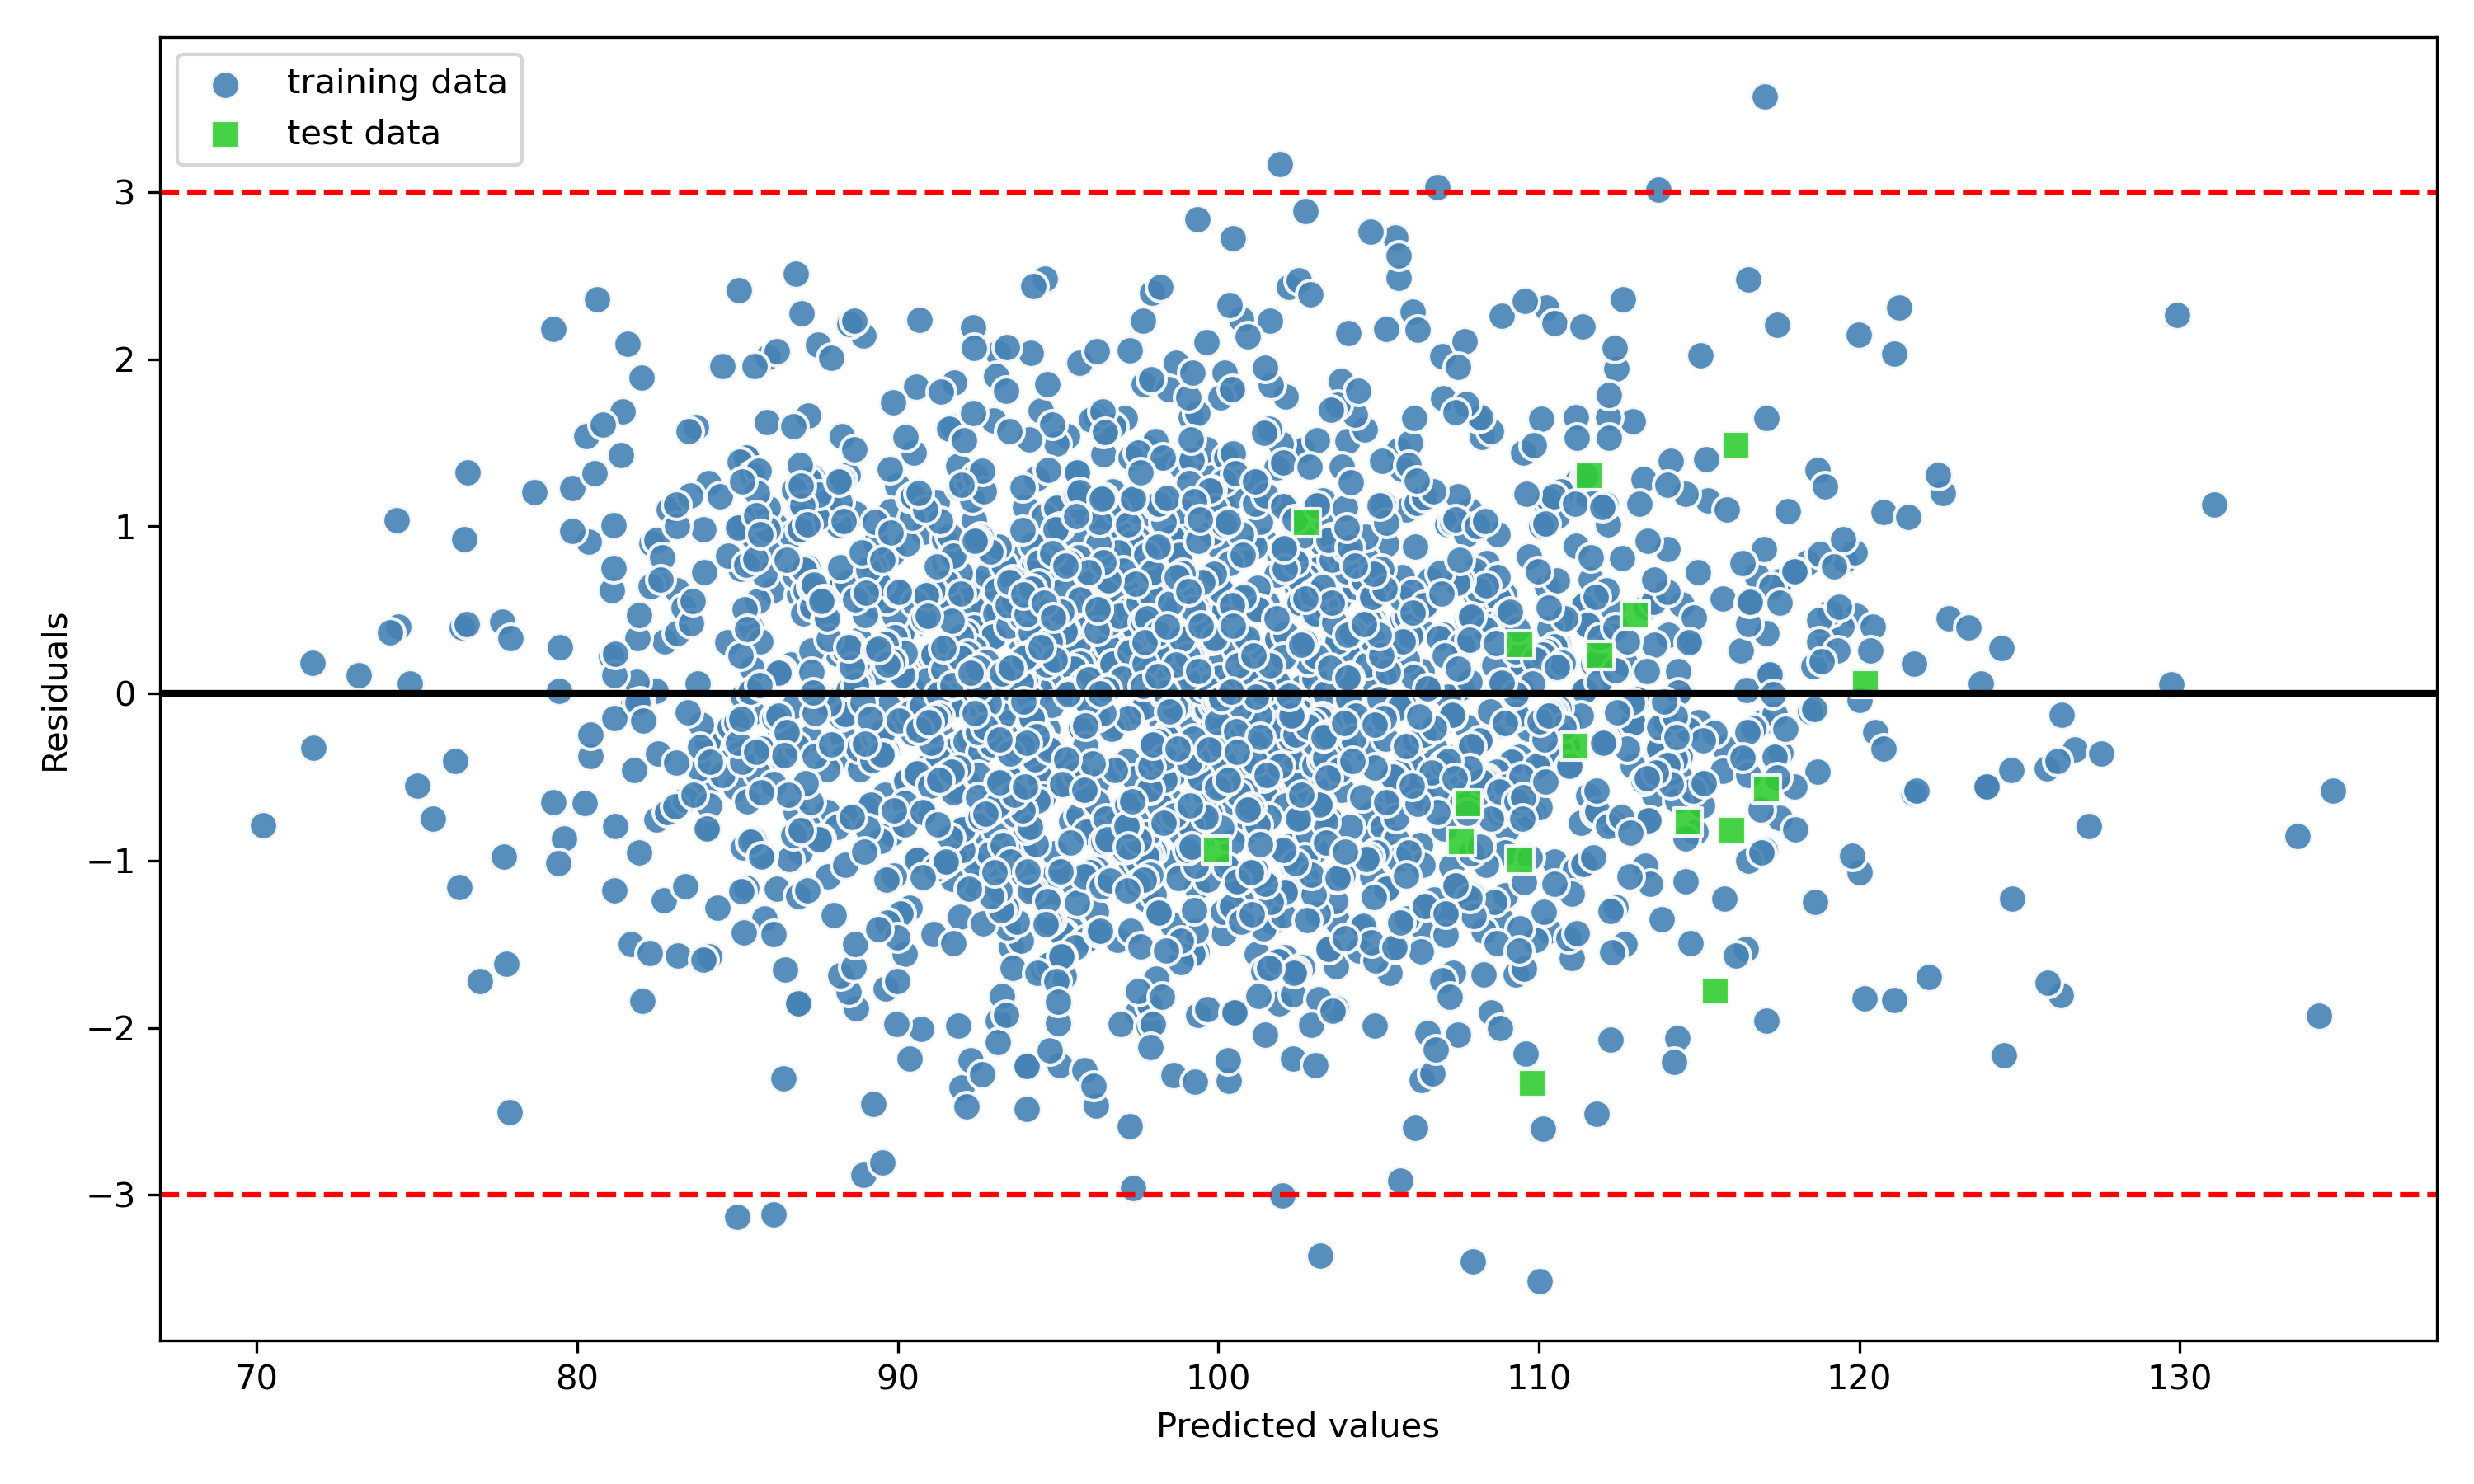 training data
test data
3
2
1
0
−1
−2
−3
Residuals
70 80 90 100 110 120 130
Predicted values